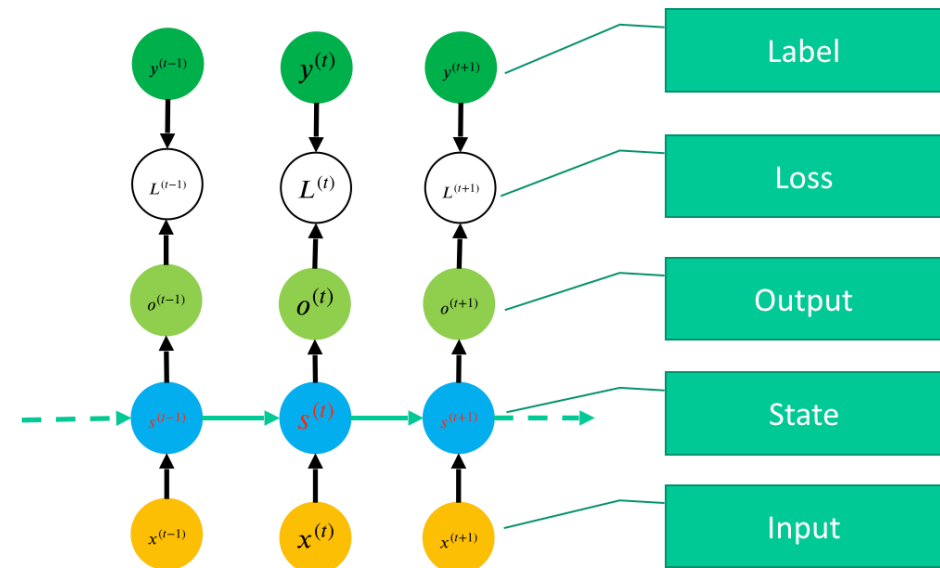 y^(t−1) y^(t) y^(t+1) Label
L^(t−1) L^(t) L^(t+1) Loss
o^(t−1) o^(t) o^(t+1) Output
s^(t−1) s^(t) s^(t+1) State
x^(t−1) x^(t) x^(t+1) Input